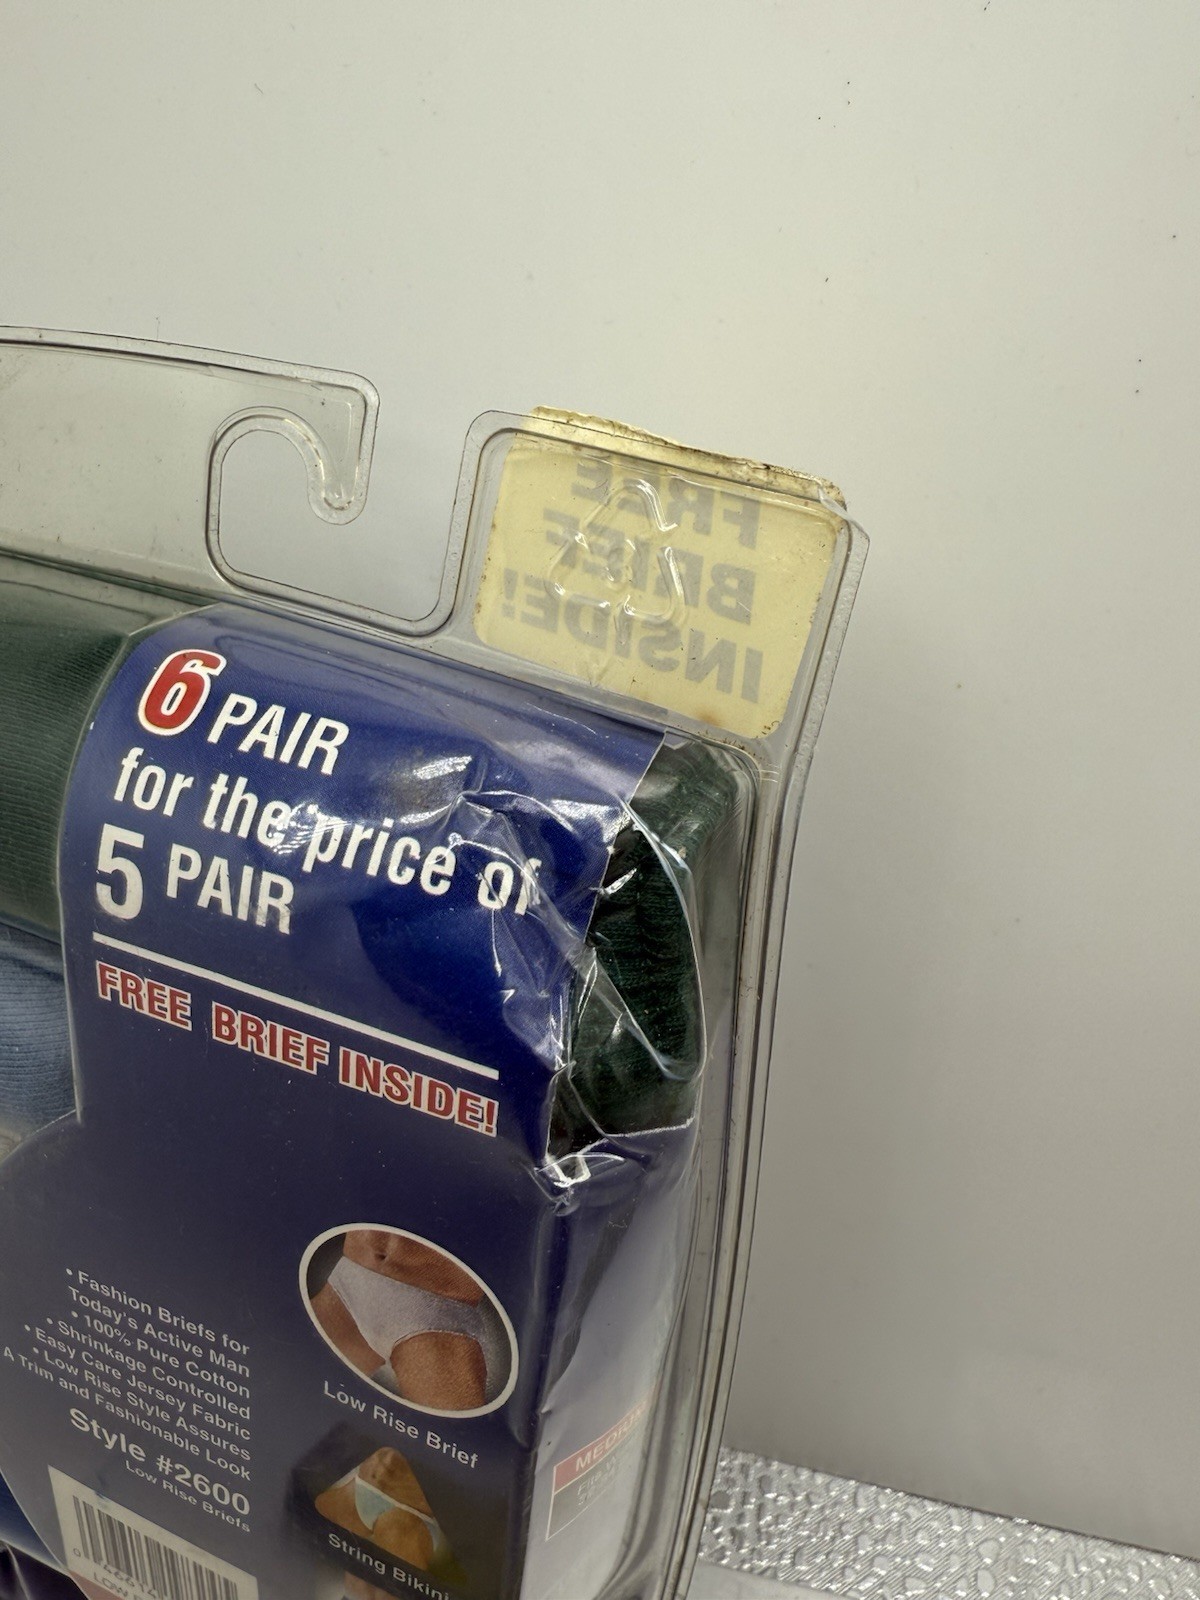 FREE
BRIEF
INSIDE!
6 PAIR
for the price of
5 PAIR
FREE BRIEF INSIDE!
• Fashion Briefs for
Today's Active Man
• 100% Pure Cotton
• Shrinkage Controlled
• Easy Care Jersey Fabric
• Low Rise Style Assures
A Trim and Fashionable Look
Style #2600
Low Rise Briefs
Low Rise Brief
String Bikini
MEDIUM